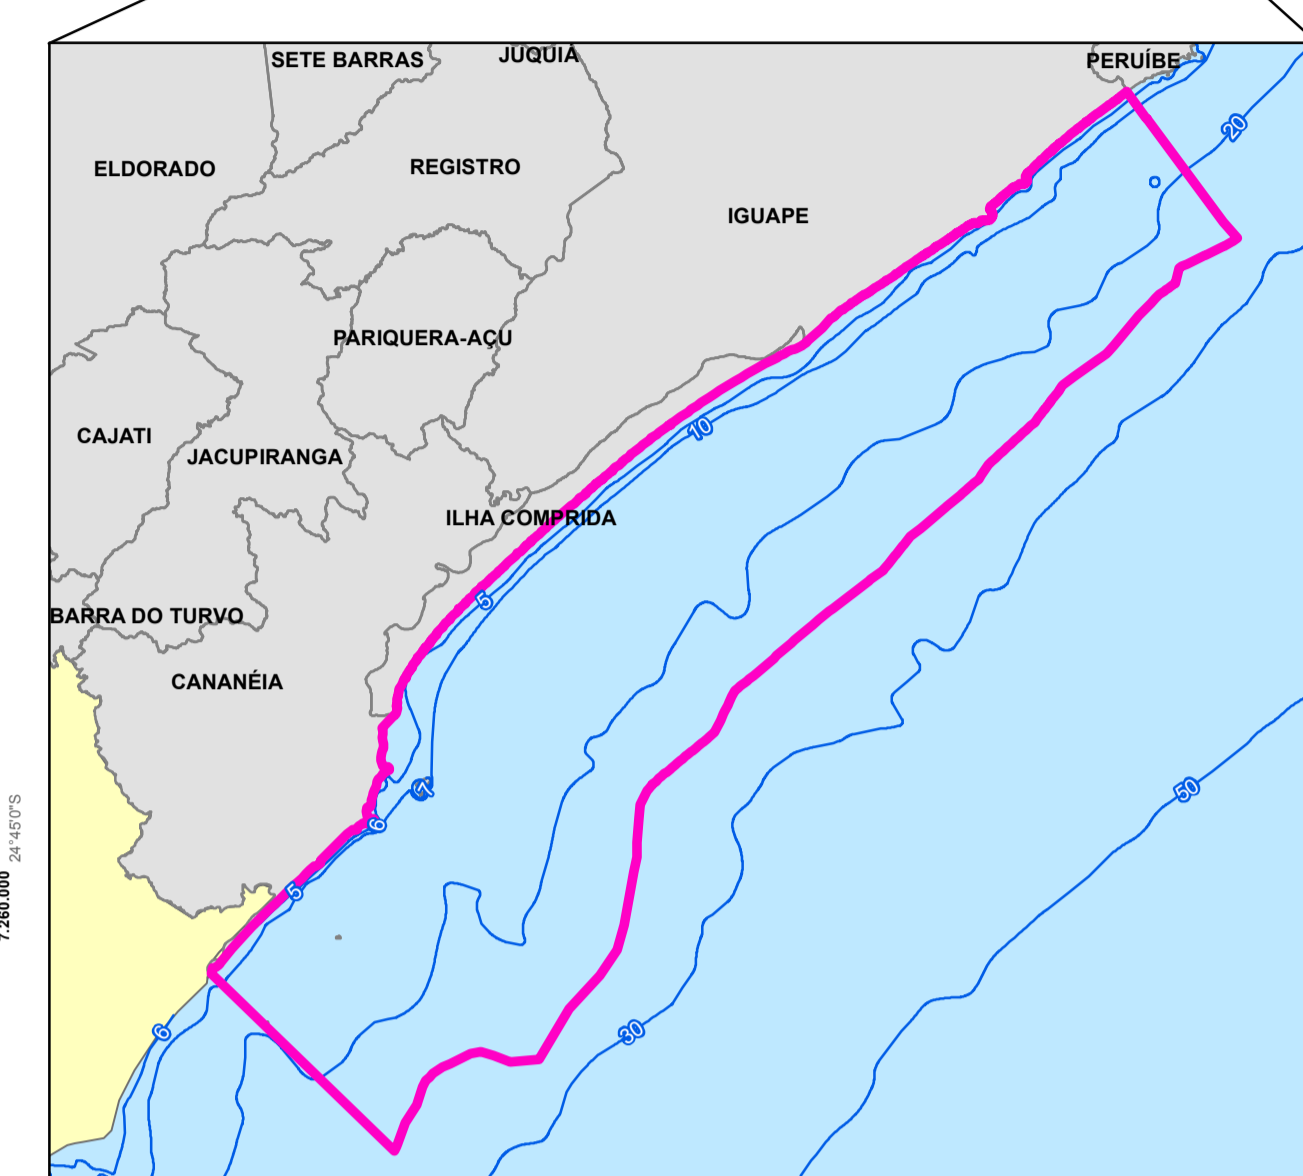 SETE BARRAS
JUQUIÁ
PERUÍBE
20
ELDORADO
REGISTRO
IGUAPE
PARIQUERA-AÇU
10
CAJATI
JACUPIRANGA
ILHA COMPRIDA
5
BARRA DO TURVO
CANANÉIA
7
50
24°45'0"S
6
5
7.260.000
6
30